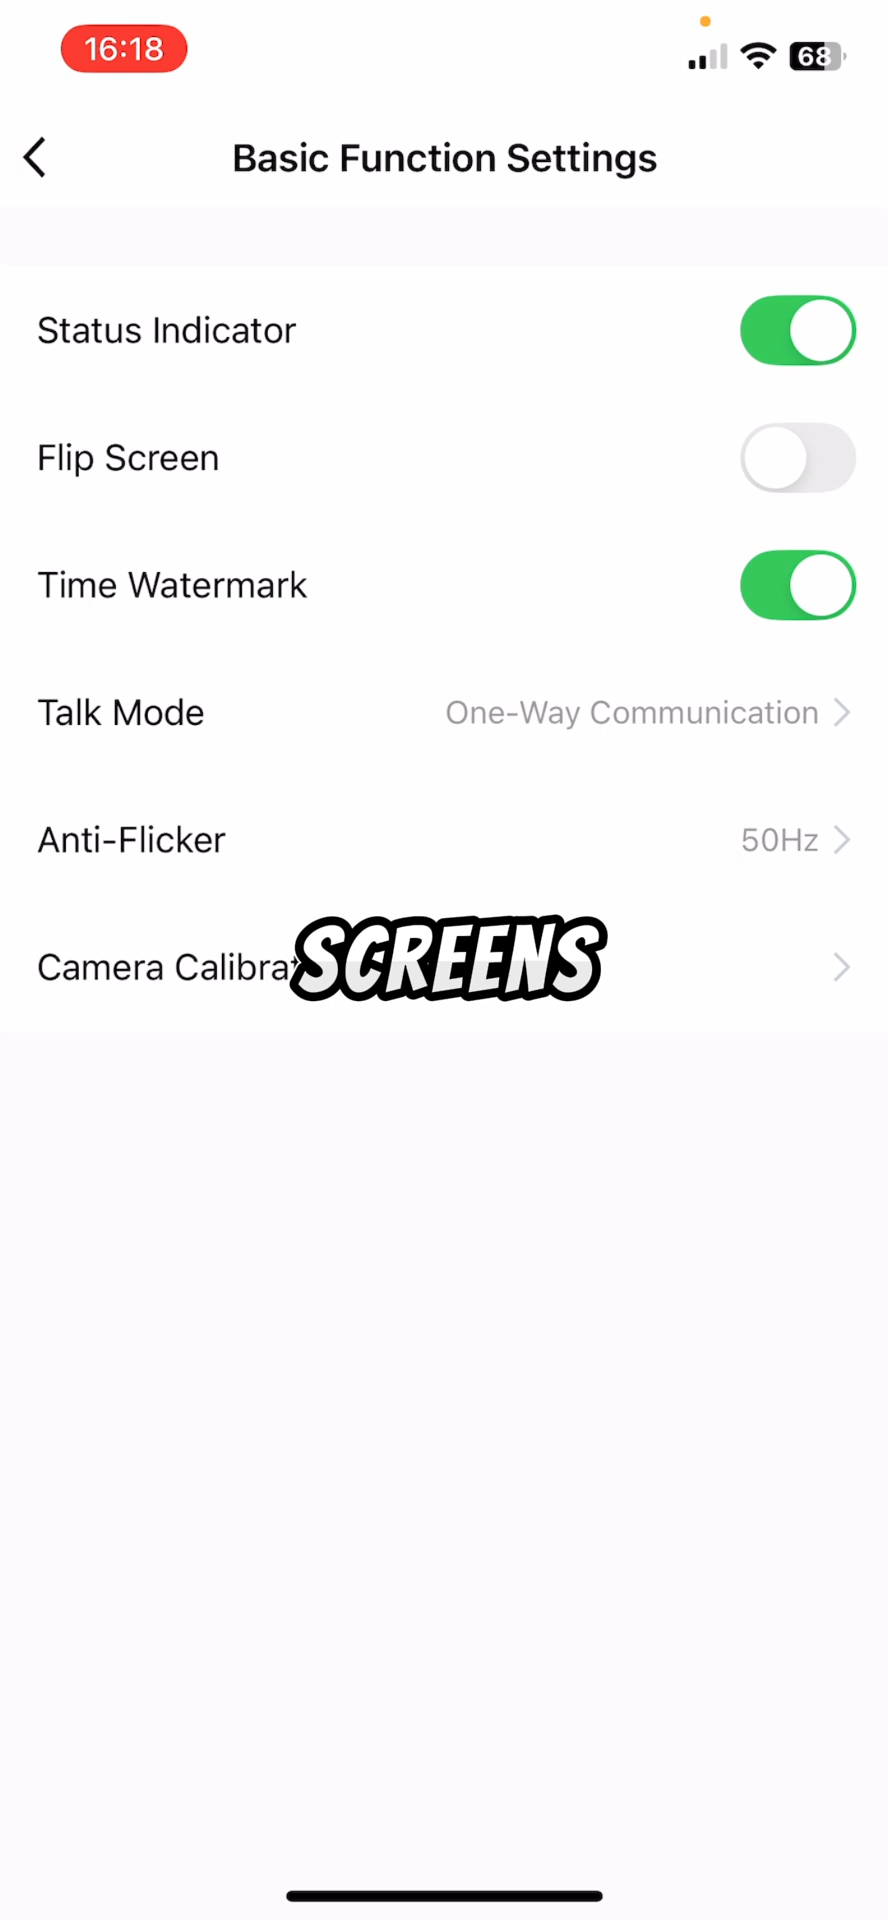 16:18
68
Basic Function Settings
Status Indicator
Flip Screen
Time Watermark
Talk Mode One-Way Communication
Anti-Flicker 50Hz
Camera Calibra
SCREENS